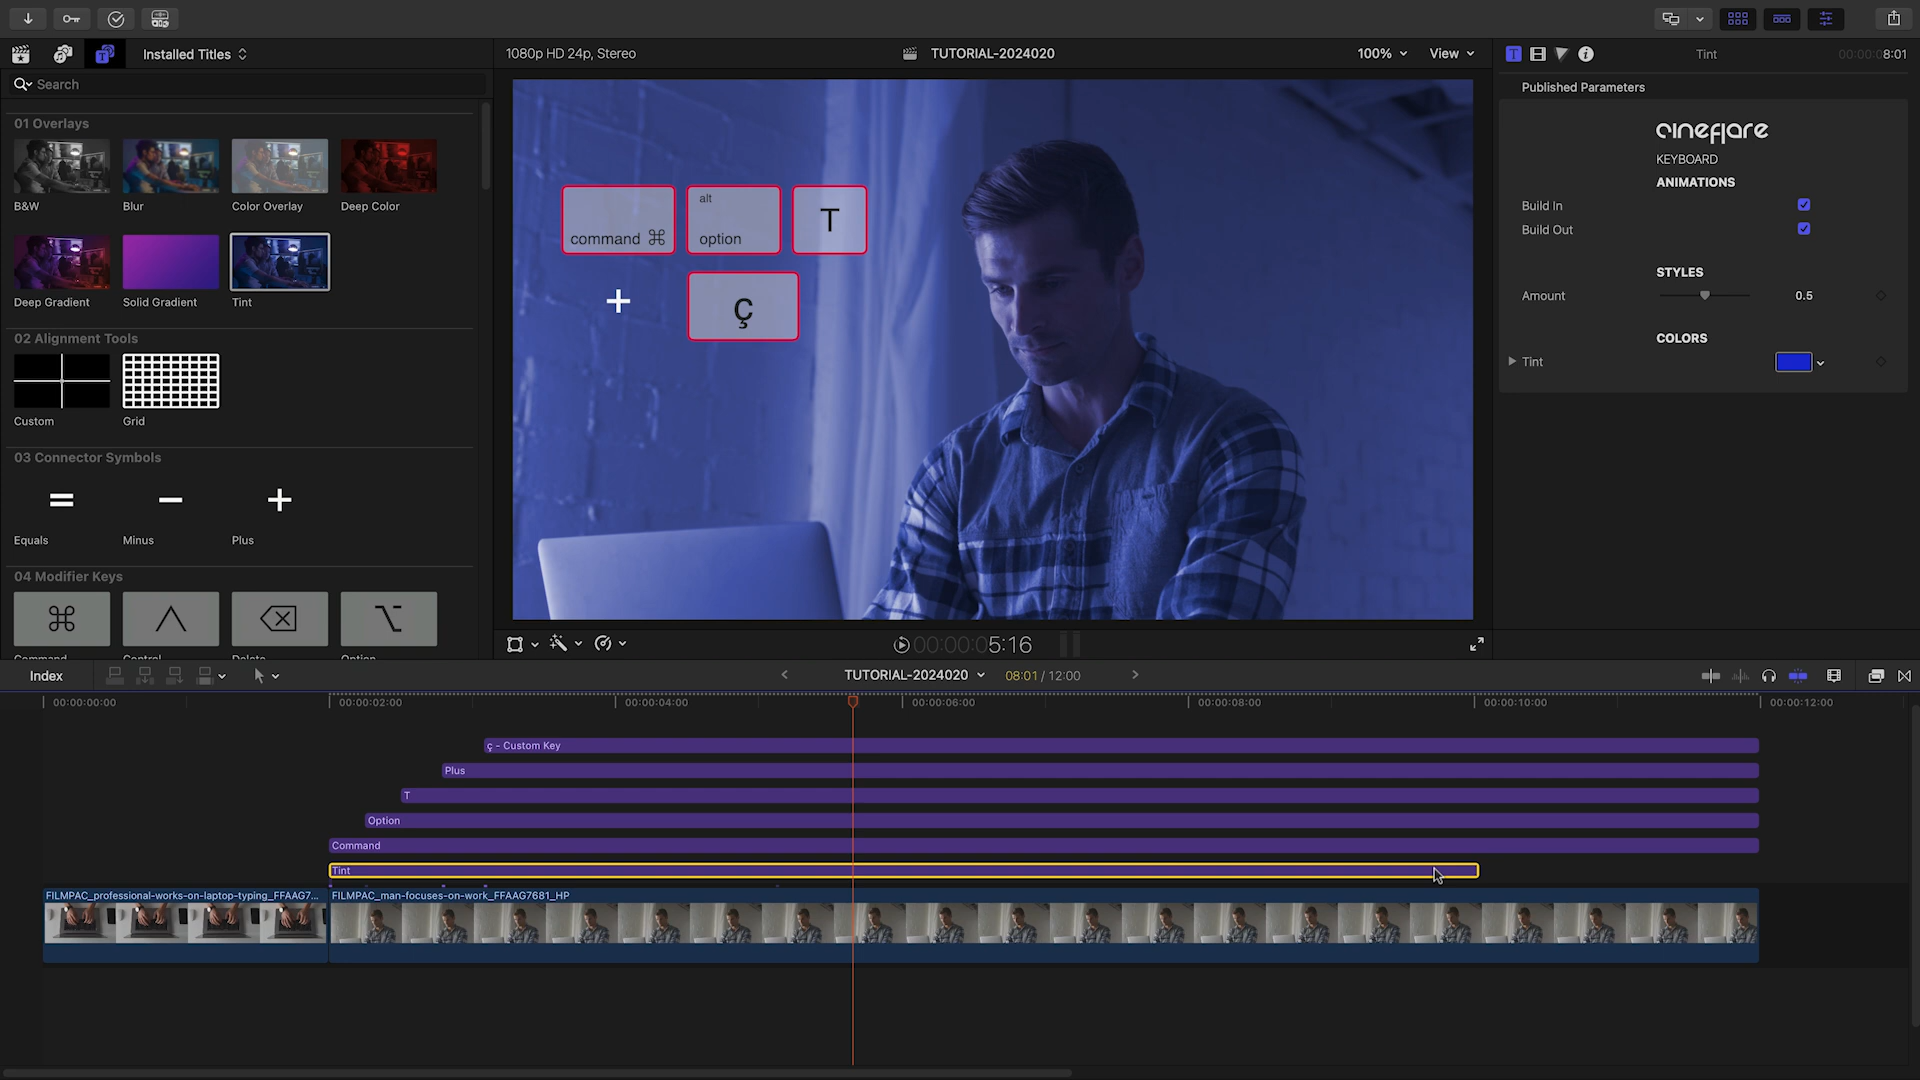 Installed Titles
1080p HD 24p, Stereo
TUTORIAL-2024020
100%
View
Tint
00:00:08:01
Search
Published Parameters
01 Overlays
B&W
Blur
Color Overlay
Deep Color
Deep Gradient
Solid Gradient
Tint
02 Alignment Tools
Custom
Grid
03 Connector Symbols
Equals
Minus
Plus
04 Modifier Keys
Command
Control
Delete
Option
command ⌘
alt
option
T
+
ç
cineflare
KEYBOARD
ANIMATIONS
Build In
Build Out
STYLES
Amount
0.5
COLORS
Tint
00:00:05:16
Index
TUTORIAL-2024020
08:01 / 12:00
00:00:00:00
00:00:02:00
00:00:04:00
00:00:06:00
00:00:08:00
00:00:10:00
00:00:12:00
ç - Custom Key
Plus
T
Option
Command
Tint
FILMPAC_professional-works-on-laptop-typing_FFAAG7...
FILMPAC_man-focuses-on-work_FFAAG7681_HP